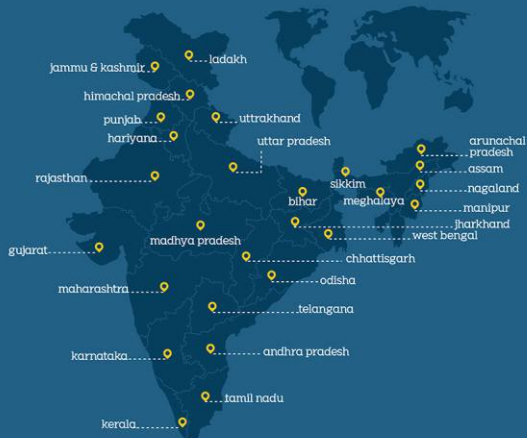 ladakh
jammu & kashmir
himachal pradesh
punjab
uttrakhand
hariyana
uttar pradesh
arunachal
pradesh
assam
rajasthan
sikkim
nagaland
bihar
meghalaya
manipur
jharkhand
west bengal
madhya pradesh
gujarat
chhattisgarh
odisha
maharashtra
telangana
karnataka
andhra pradesh
tamil nadu
kerala